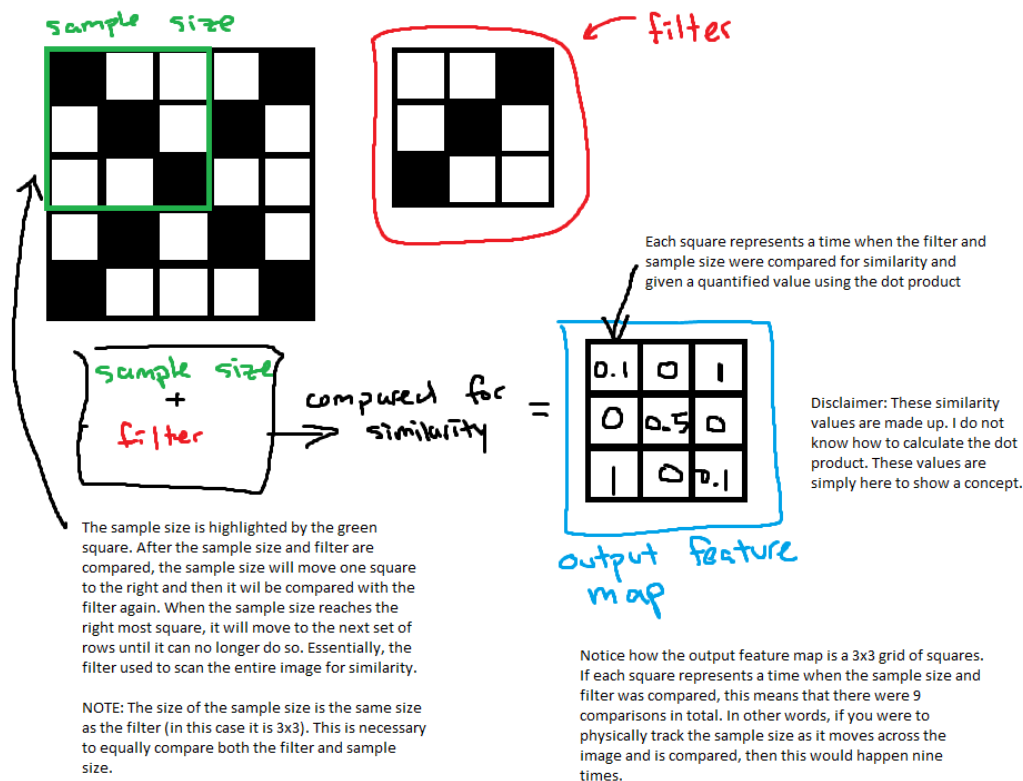 sample size
filter
Each square represents a time when the filter and
sample size were compared for similarity and
given a quantified value using the dot product
sample size
+
filter
compared for
similarity
=
0.1 0 1
0 0.5 0
1 0 0.1
Disclaimer: These similarity
values are made up. I do not
know how to calculate the dot
product. These values are
simply here to show a concept.
output feature
map
The sample size is highlighted by the green
square. After the sample size and filter are
compared, the sample size will move one square
to the right and then it wil be compared with the
filter again. When the sample size reaches the
right most square, it will move to the next set of
rows until it can no longer do so. Essentially, the
filter used to scan the entire image for similarity.
NOTE: The size of the sample size is the same size
as the filter (in this case it is 3x3). This is necessary
to equally compare both the filter and sample
size.
Notice how the output feature map is a 3x3 grid of squares.
If each square represents a time when the sample size and
filter was compared, this means that there were 9
comparisons in total. In other words, if you were to
physically track the sample size as it moves across the
image and is compared, then this would happen nine
times.